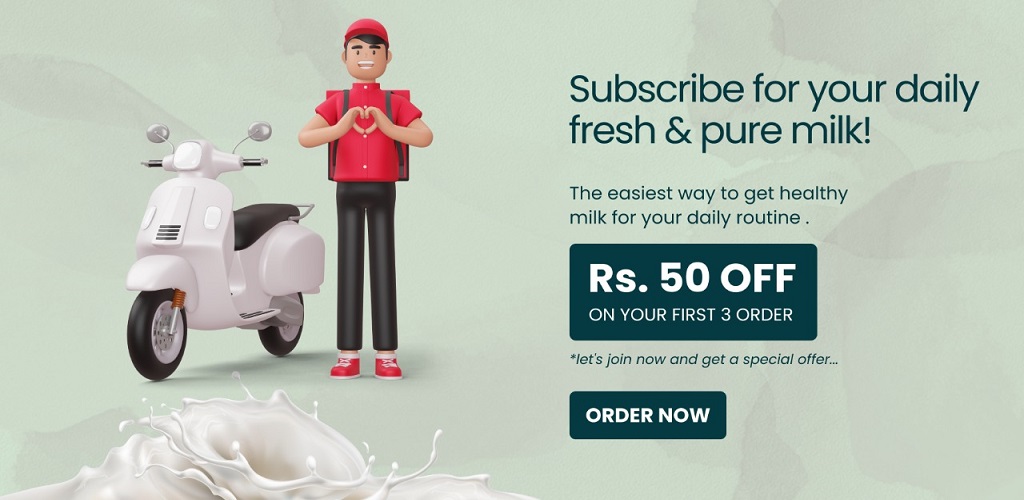 Subscribe for your daily
fresh & pure milk!
The easiest way to get healthy
milk for your daily routine .
Rs. 50 OFF
ON YOUR FIRST 3 ORDER
*let's join now and get a special offer...
ORDER NOW